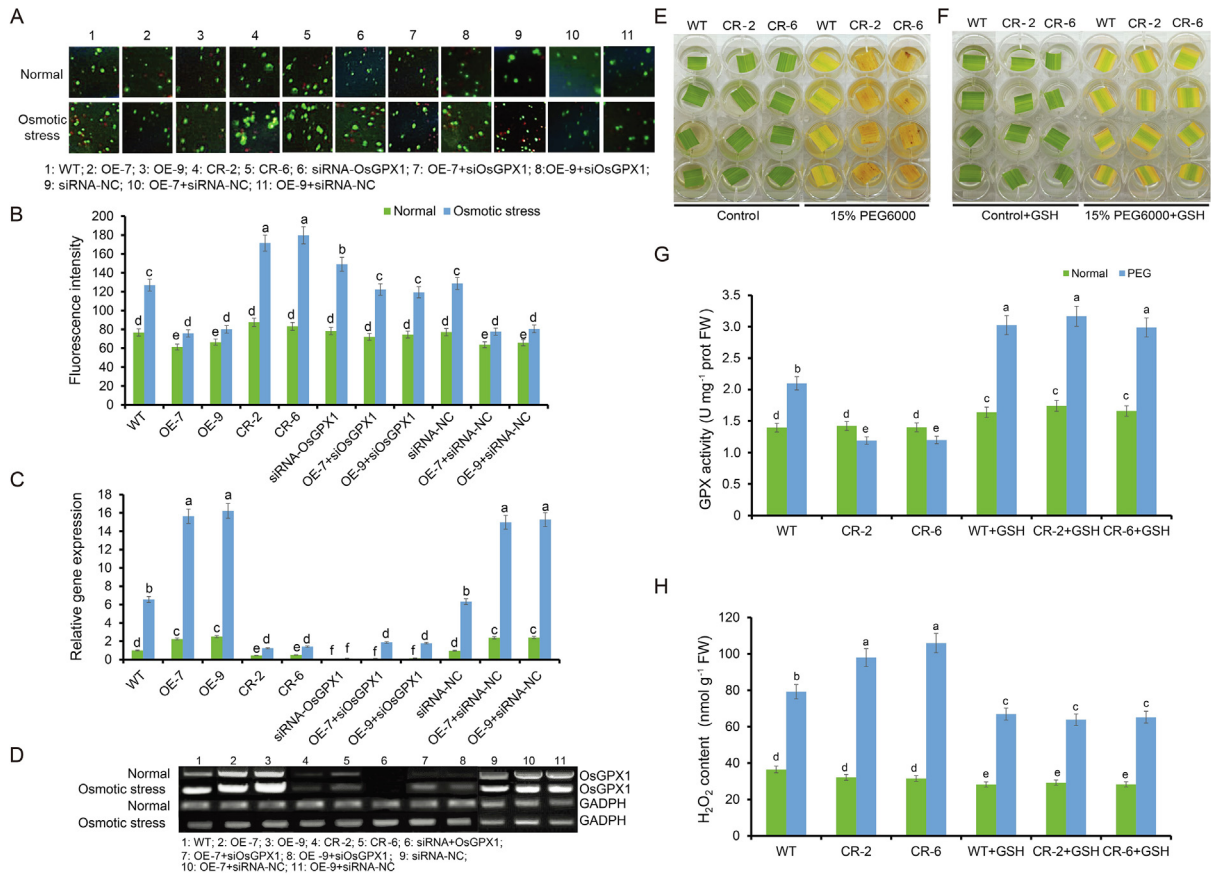 A
1 2 3 4 5 6 7 8 9 10 11
Normal
Osmotic
stress
1: WT; 2: OE-7; 3: OE-9; 4: CR-2; 5: CR-6; 6: siRNA-OsGPX1; 7: OE-7+siOsGPX1; 8:OE-9+siOsGPX1;
9: siRNA-NC; 10: OE-7+siRNA-NC; 11: OE-9+siRNA-NC
B
Normal Osmotic stress
Fluorescence intensity
200
180
160
140
120
100
80
60
40
20
0
d c e d e d d a d a d b d c d c d c e d e d
WT OE-7 OE-9 CR-2 CR-6 siRNA-OsGPX1 OE-7+siOsGPX1 OE-9+siOsGPX1 siRNA-NC OE-7+siRNA-NC OE-9+siRNA-NC
C
Relative gene expression
18
16
14
12
10
8
6
4
2
0
d b c a c a e d e d f f f d f d d b c a c a
WT OE-7 OE-9 CR-2 CR-6 siRNA-OsGPX1 OE-7+siOsGPX1 OE-9+siOsGPX1 siRNA-NC OE-7+siRNA-NC OE-9+siRNA-NC
D
1 2 3 4 5 6 7 8 9 10 11
Normal OsGPX1
Osmotic stress OsGPX1
Normal GADPH
Osmotic stress GADPH
1: WT; 2: OE-7; 3: OE-9; 4: CR-2; 5: CR-6; 6: siRNA+OsGPX1;
7: OE-7+siOsGPX1; 8: OE -9+siOsGPX1; 9: siRNA-NC;
10: OE-7+siRNA-NC; 11: OE-9+siRNA-NC
E
WT CR-2 CR-6 WT CR-2 CR-6
Control 15% PEG6000
F
WT CR-2 CR-6 WT CR-2 CR-6
Control+GSH 15% PEG6000+GSH
G
Normal PEG
GPX activity (U mg⁻¹ prot FW)
3.5
3.0
2.5
2.0
1.5
1.0
0.5
0.0
d b d e d e c a c a c a
WT CR-2 CR-6 WT+GSH CR-2+GSH CR-6+GSH
H
H₂O₂ content (nmol g⁻¹ FW)
120
100
80
60
40
20
0
d b d a d a e c d c e c
WT CR-2 CR-6 WT+GSH CR-2+GSH CR-6+GSH